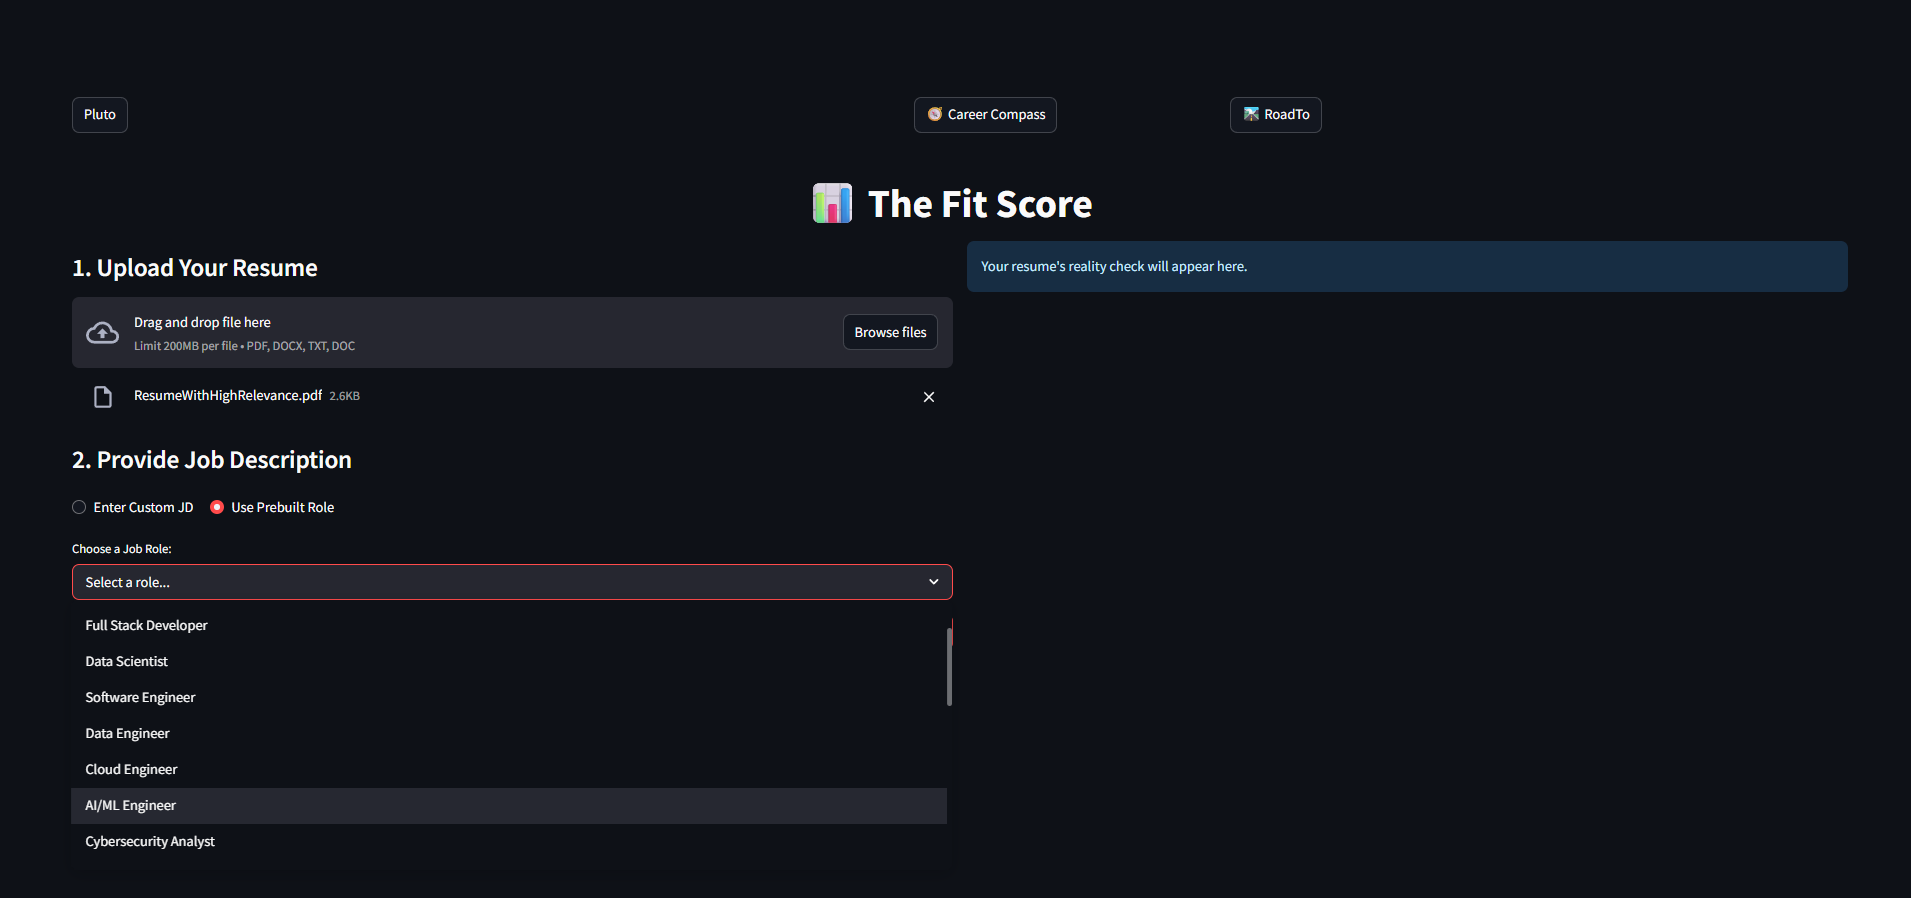 Pluto
Career Compass
RoadTo
The Fit Score
1. Upload Your Resume
Your resume's reality check will appear here.
Drag and drop file here
Limit 200MB per file • PDF, DOCX, TXT, DOC
Browse files
ResumeWithHighRelevance.pdf 2.6KB
2. Provide Job Description
Enter Custom JD
Use Prebuilt Role
Choose a Job Role:
Select a role...
Full Stack Developer
Data Scientist
Software Engineer
Data Engineer
Cloud Engineer
AI/ML Engineer
Cybersecurity Analyst